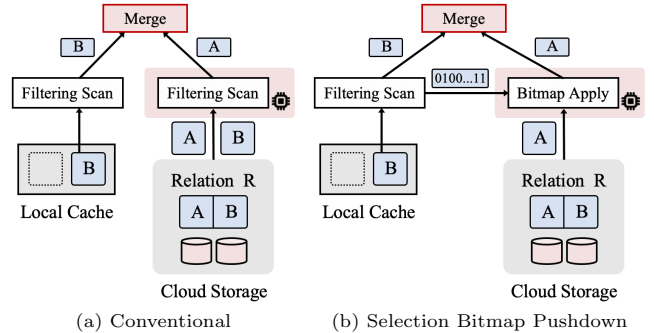 Merge
B
A
Filtering Scan
Filtering Scan
A
B
B
Local Cache
Relation R
A
B
Cloud Storage
(a) Conventional
Merge
B
A
0100...11
Filtering Scan
Bitmap Apply
A
B
Local Cache
Relation R
A
B
Cloud Storage
(b) Selection Bitmap Pushdown